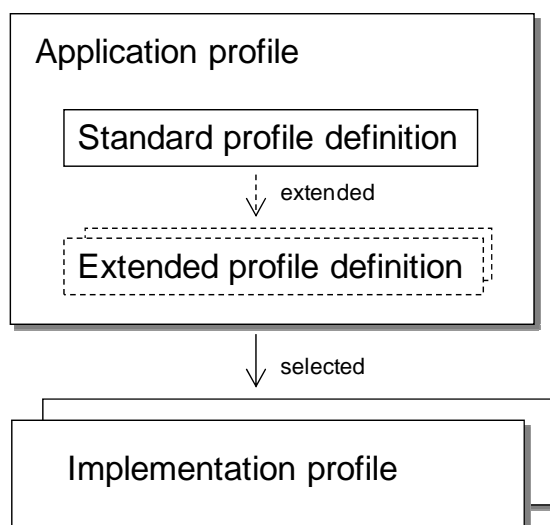 Application profile
Standard profile definition
extended
Extended profile definition
selected
Implementation profile